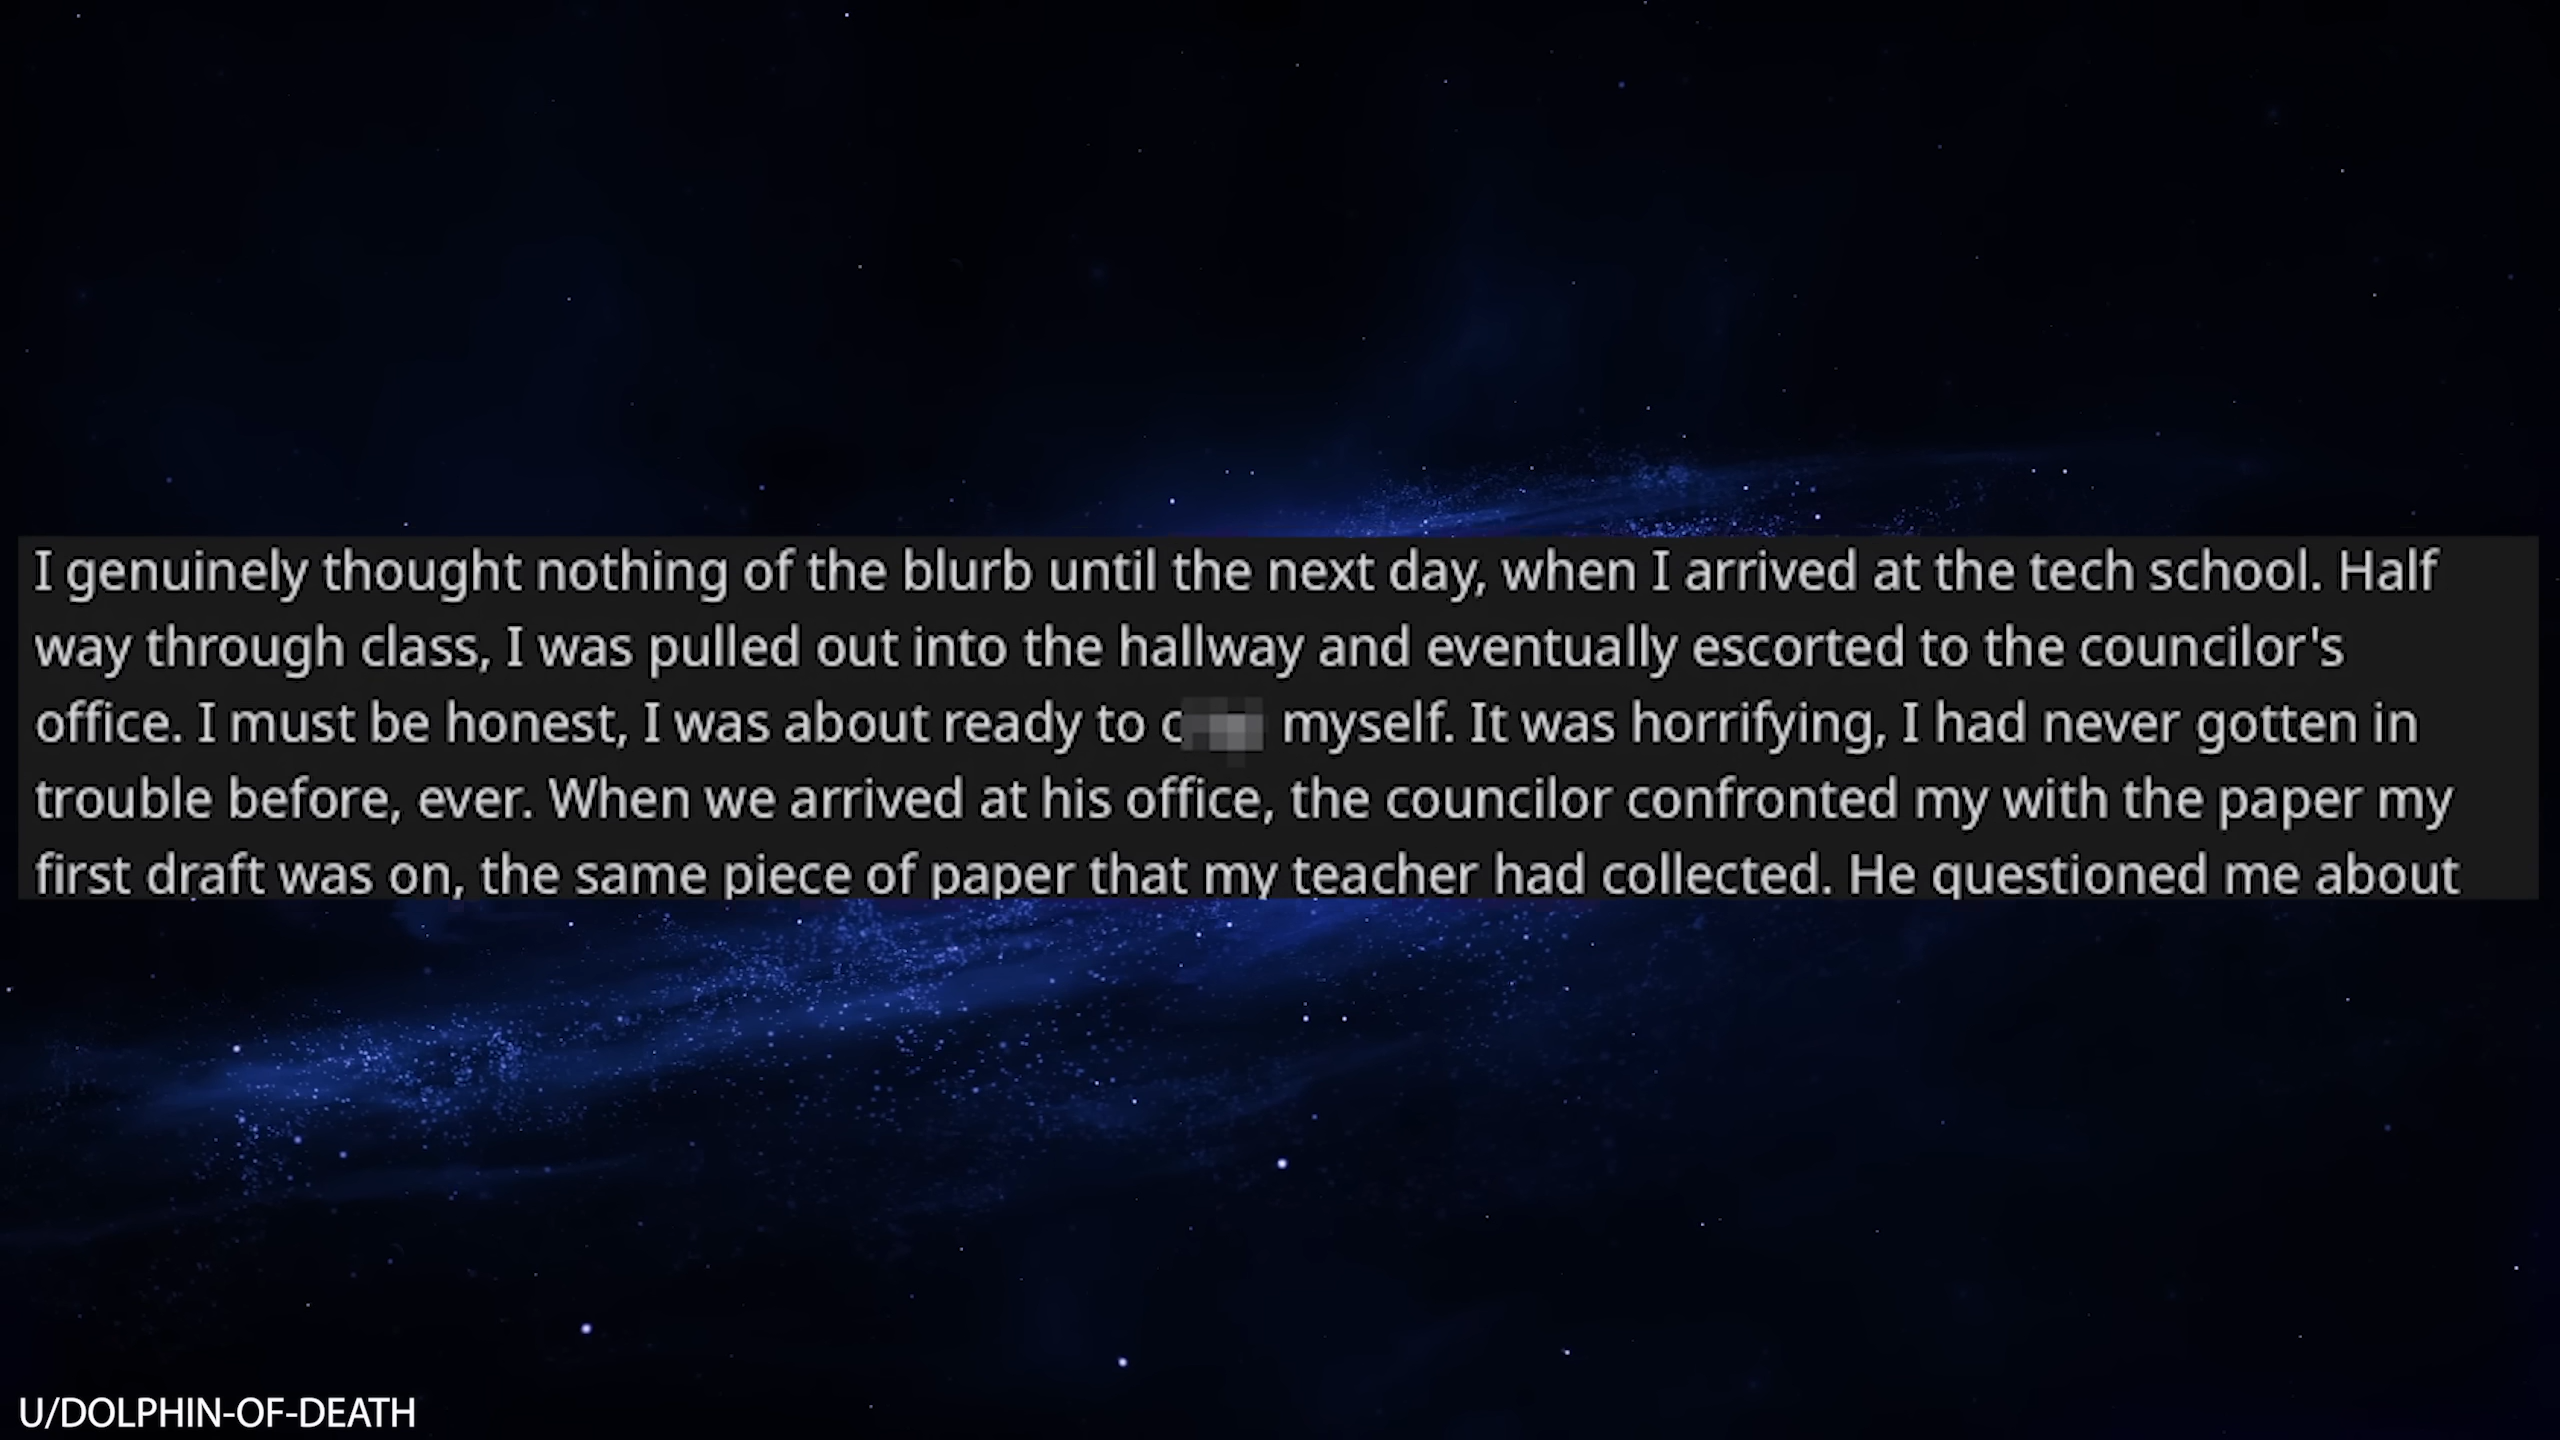 I genuinely thought nothing of the blurb until the next day, when I arrived at the tech school. Half
way through class, I was pulled out into the hallway and eventually escorted to the councilor's
office. I must be honest, I was about ready to c myself. It was horrifying, I had never gotten in
trouble before, ever. When we arrived at his office, the councilor confronted my with the paper my
first draft was on, the same piece of paper that my teacher had collected. He questioned me about
U/DOLPHIN-OF-DEATH